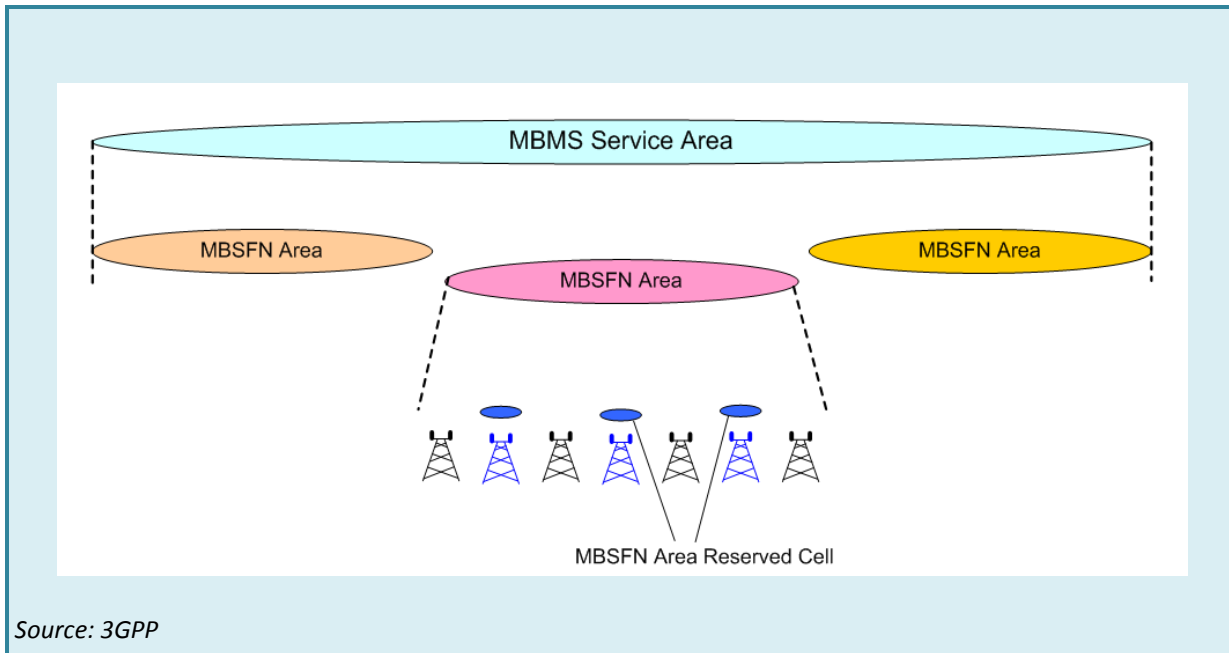 MBMS Service Area
MBSFN Area
MBSFN Area
MBSFN Area
MBSFN Area Reserved Cell
Source: 3GPP